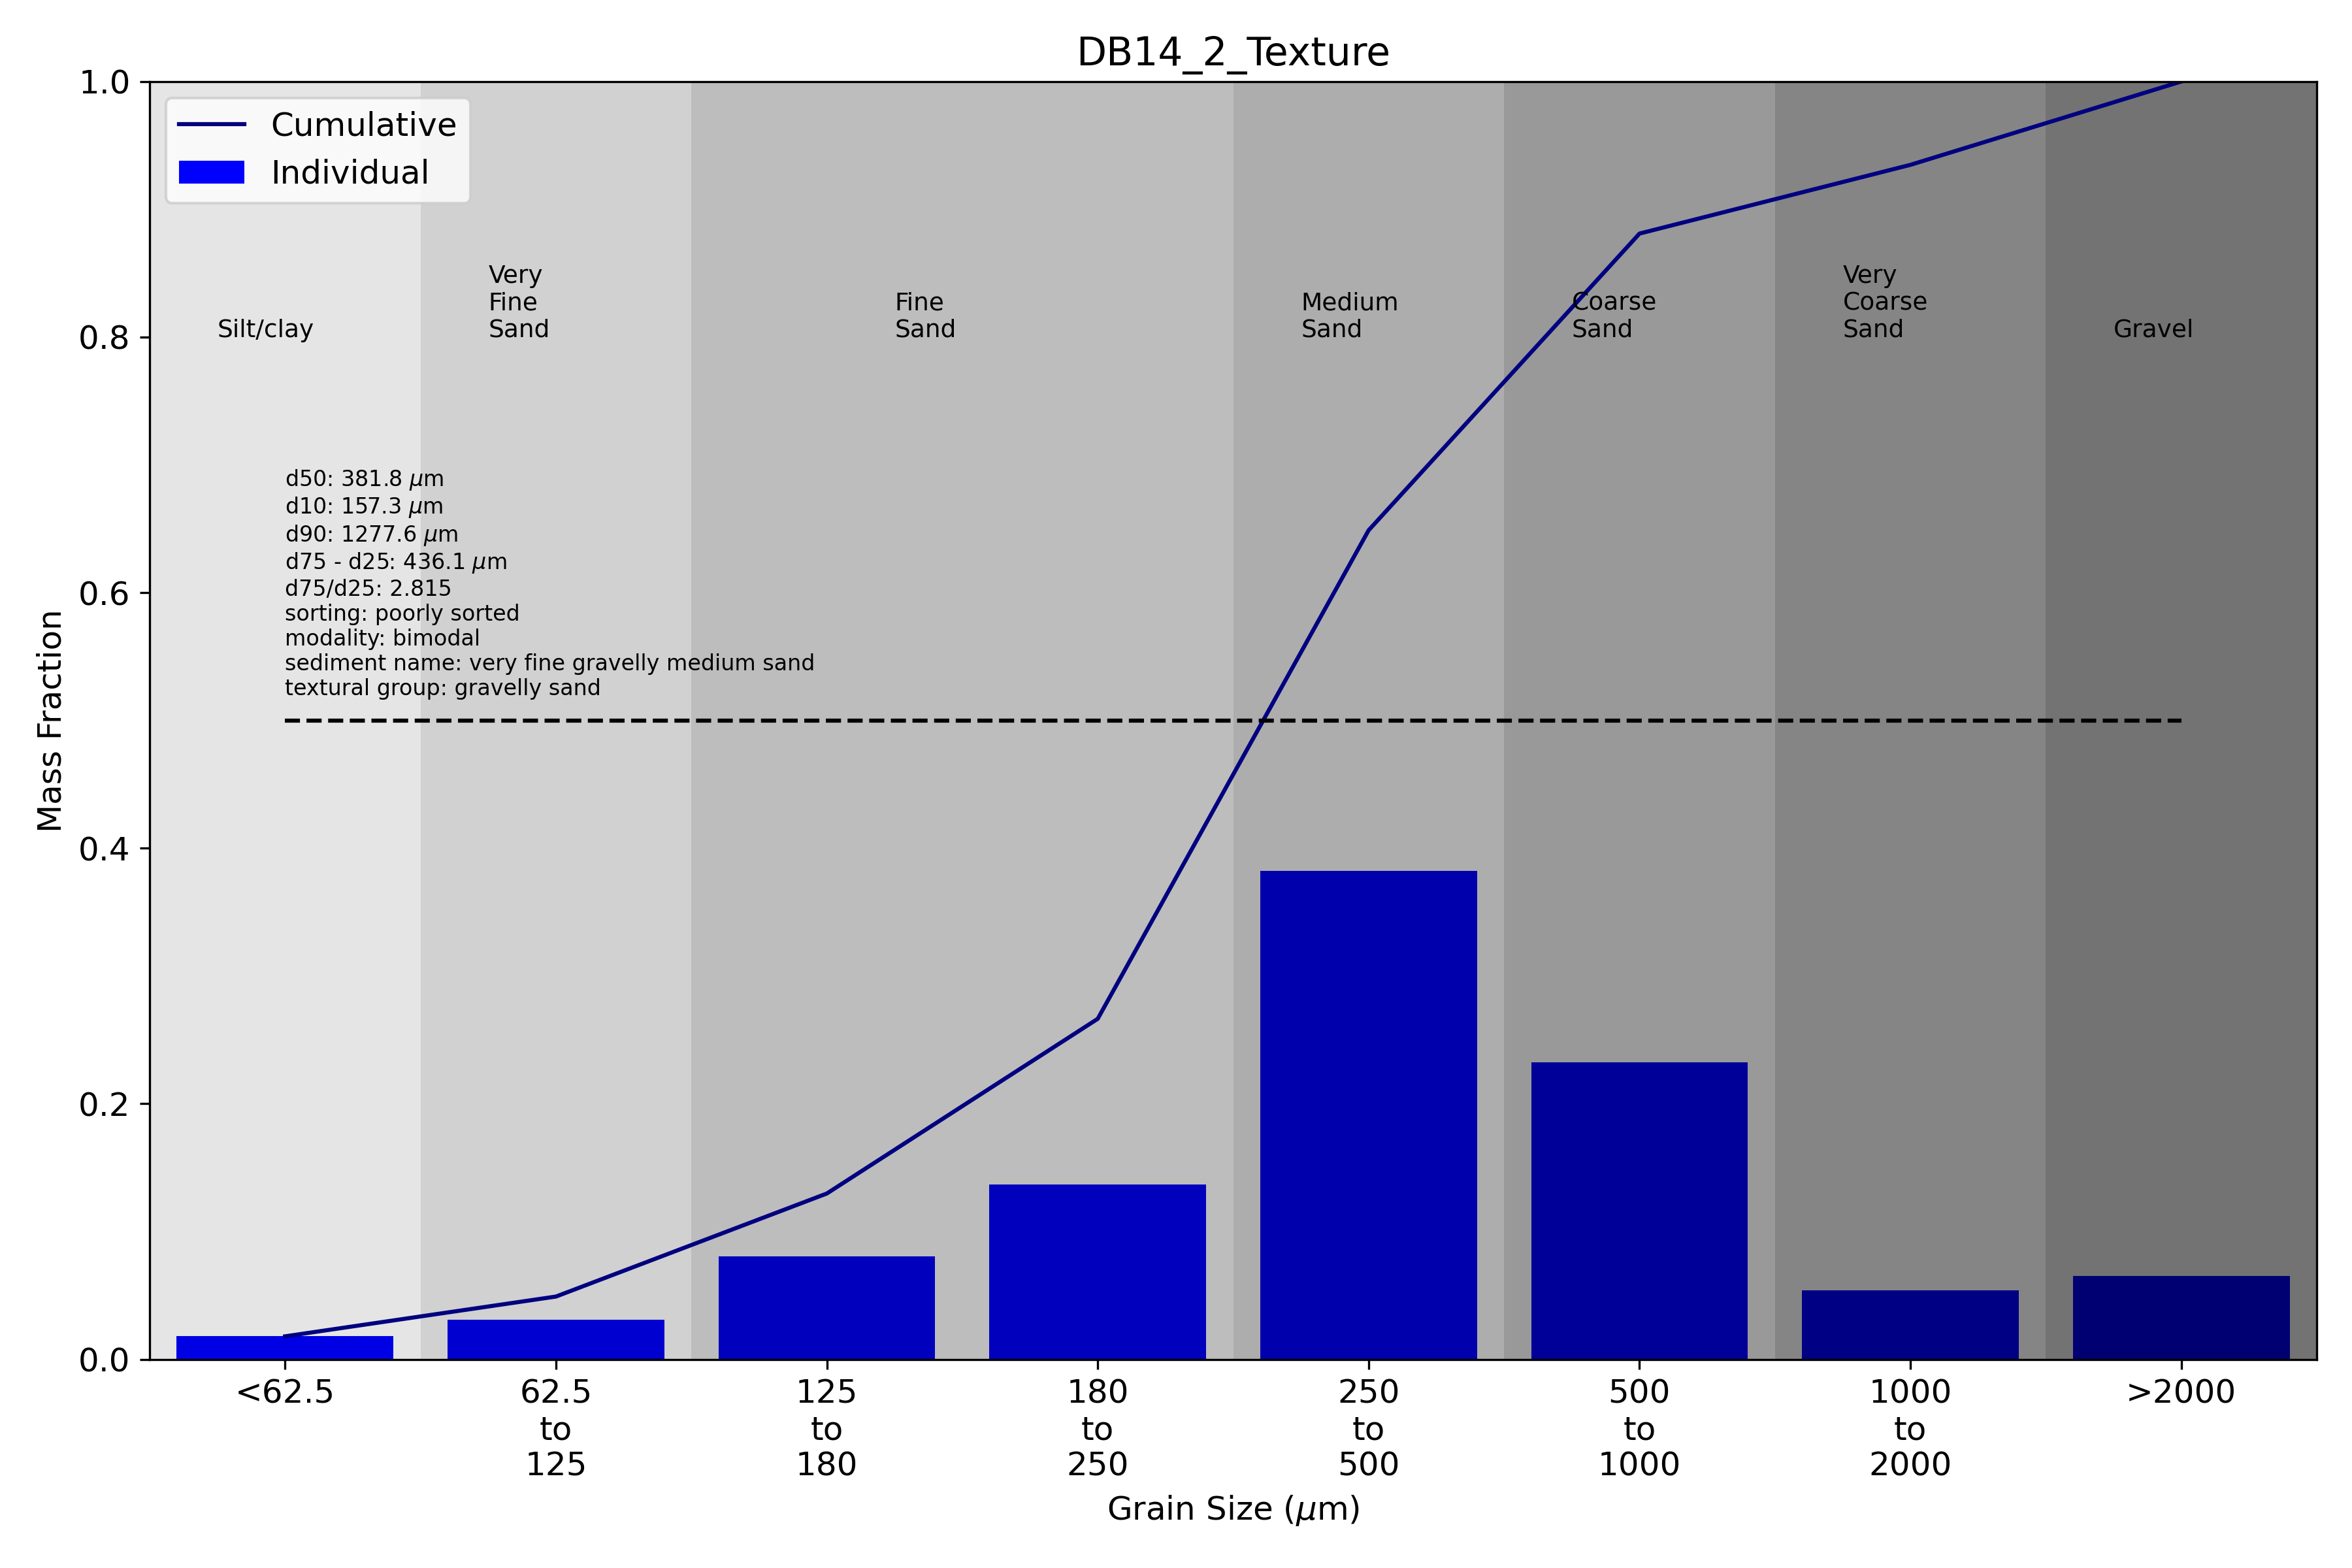 DB14_2_Texture
1.0
0.8
0.6
0.4
0.2
0.0
Mass Fraction
Cumulative
Individual
Silt/clay
Very
Fine
Sand
Fine
Sand
Medium
Sand
Coarse
Sand
Very
Coarse
Sand
Gravel
d50: 381.8 μm
d10: 157.3 μm
d90: 1277.6 μm
d75 - d25: 436.1 μm
d75/d25: 2.815
sorting: poorly sorted
modality: bimodal
sediment name: very fine gravelly medium sand
textural group: gravelly sand
<62.5
62.5
to
125
125
to
180
180
to
250
250
to
500
500
to
1000
1000
to
2000
>2000
Grain Size (μm)